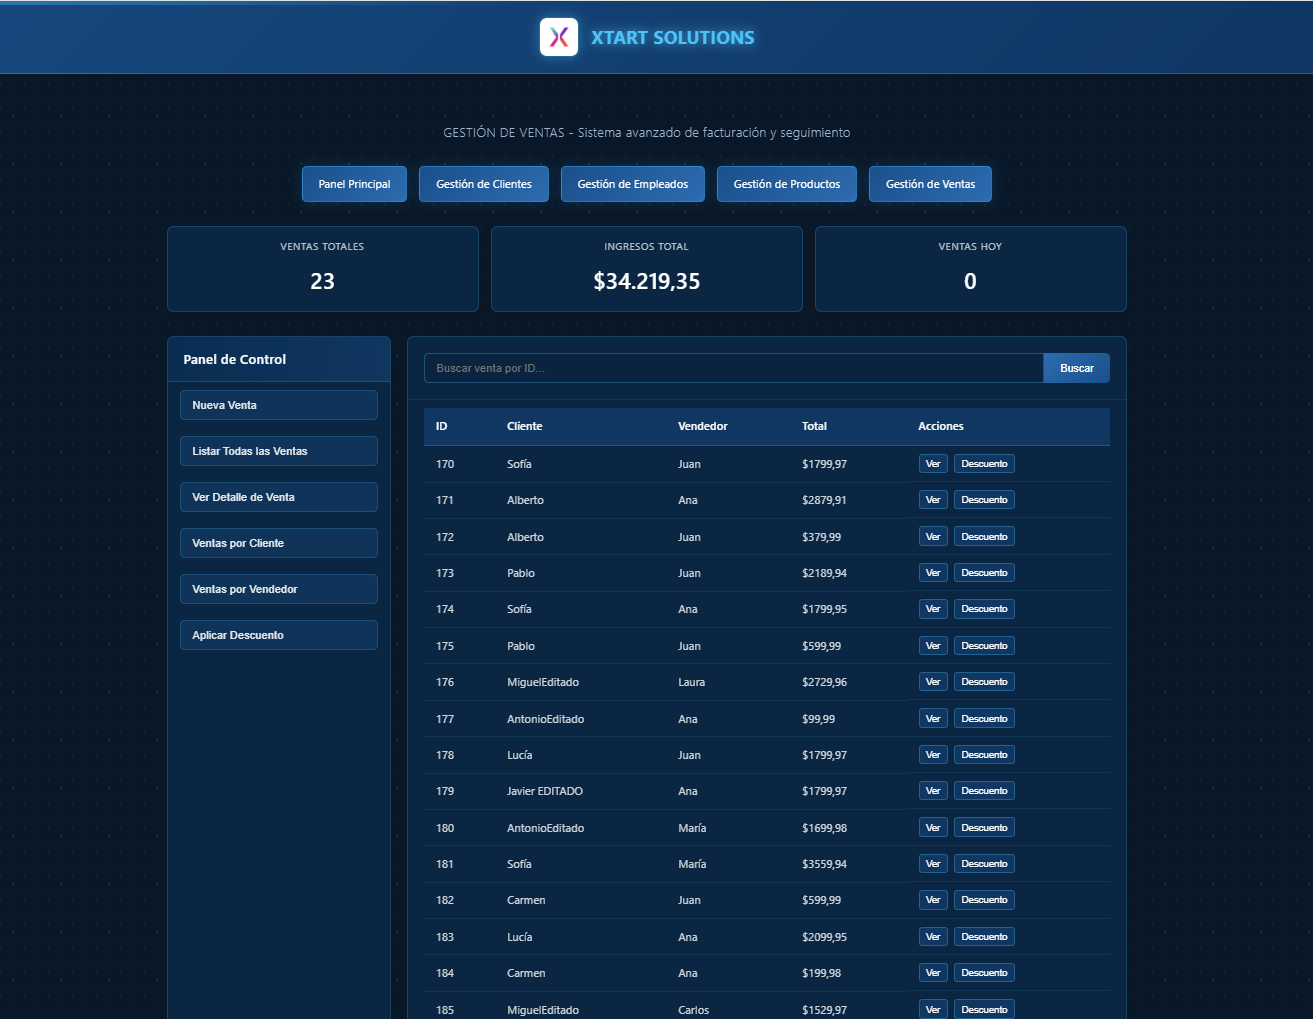 XTART SOLUTIONS
GESTIÓN DE VENTAS - Sistema avanzado de facturación y seguimiento
Panel Principal Gestión de Clientes Gestión de Empleados Gestión de Productos Gestión de Ventas
VENTAS TOTALES INGRESOS TOTAL VENTAS HOY
23 $34.219,35 0
Panel de Control
Nueva Venta
Listar Todas las Ventas
Ver Detalle de Venta
Ventas por Cliente
Ventas por Vendedor
Aplicar Descuento
Buscar venta por ID... Buscar
ID Cliente Vendedor Total Acciones
170 Sofía Juan $1799,97 Ver Descuento
171 Alberto Ana $2879,91 Ver Descuento
172 Alberto Juan $379,99 Ver Descuento
173 Pablo Juan $2189,94 Ver Descuento
174 Sofía Ana $1799,95 Ver Descuento
175 Pablo Juan $599,99 Ver Descuento
176 MiguelEditado Laura $2729,96 Ver Descuento
177 AntonioEditado Ana $99,99 Ver Descuento
178 Lucía Juan $1799,97 Ver Descuento
179 Javier EDITADO Ana $1799,97 Ver Descuento
180 AntonioEditado María $1699,98 Ver Descuento
181 Sofía María $3559,94 Ver Descuento
182 Carmen Juan $599,99 Ver Descuento
183 Lucía Ana $2099,95 Ver Descuento
184 Carmen Ana $199,98 Ver Descuento
185 MiguelEditado Carlos $1529,97 Ver Descuento